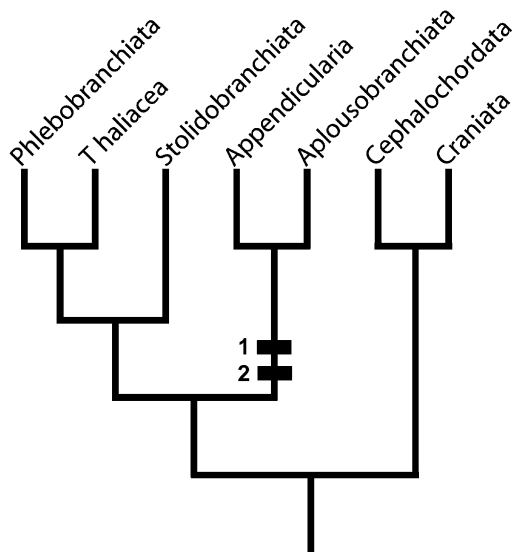 Phlebobranchiata
T haliacea
Stolidobranchiata
Appendicularia
Aplousobranchiata
Cephalochordata
Craniata
1
2